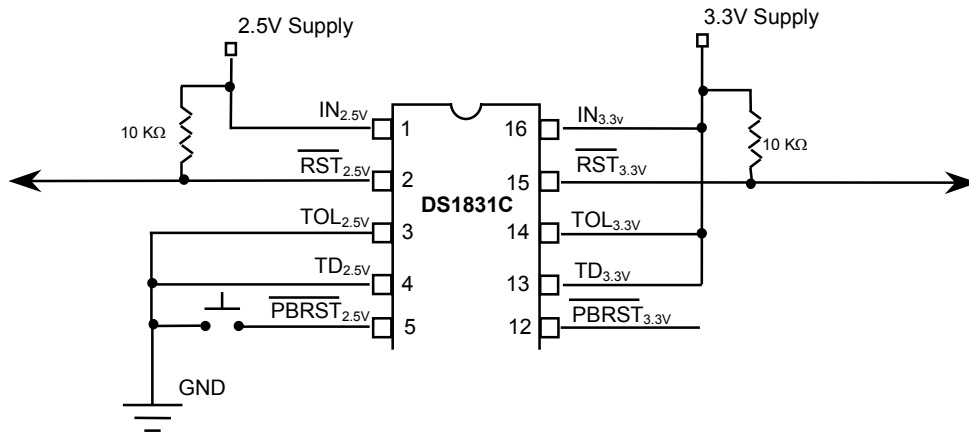 2.5V Supply
3.3V Supply
10 KΩ
IN2.5V
1
16
IN3.3v
10 KΩ
RST2.5V
2
15
RST3.3V
DS1831C
TOL2.5V
3
14
TOL3.3V
TD2.5V
4
13
TD3.3V
PBRST2.5V
5
12
PBRST3.3V
GND